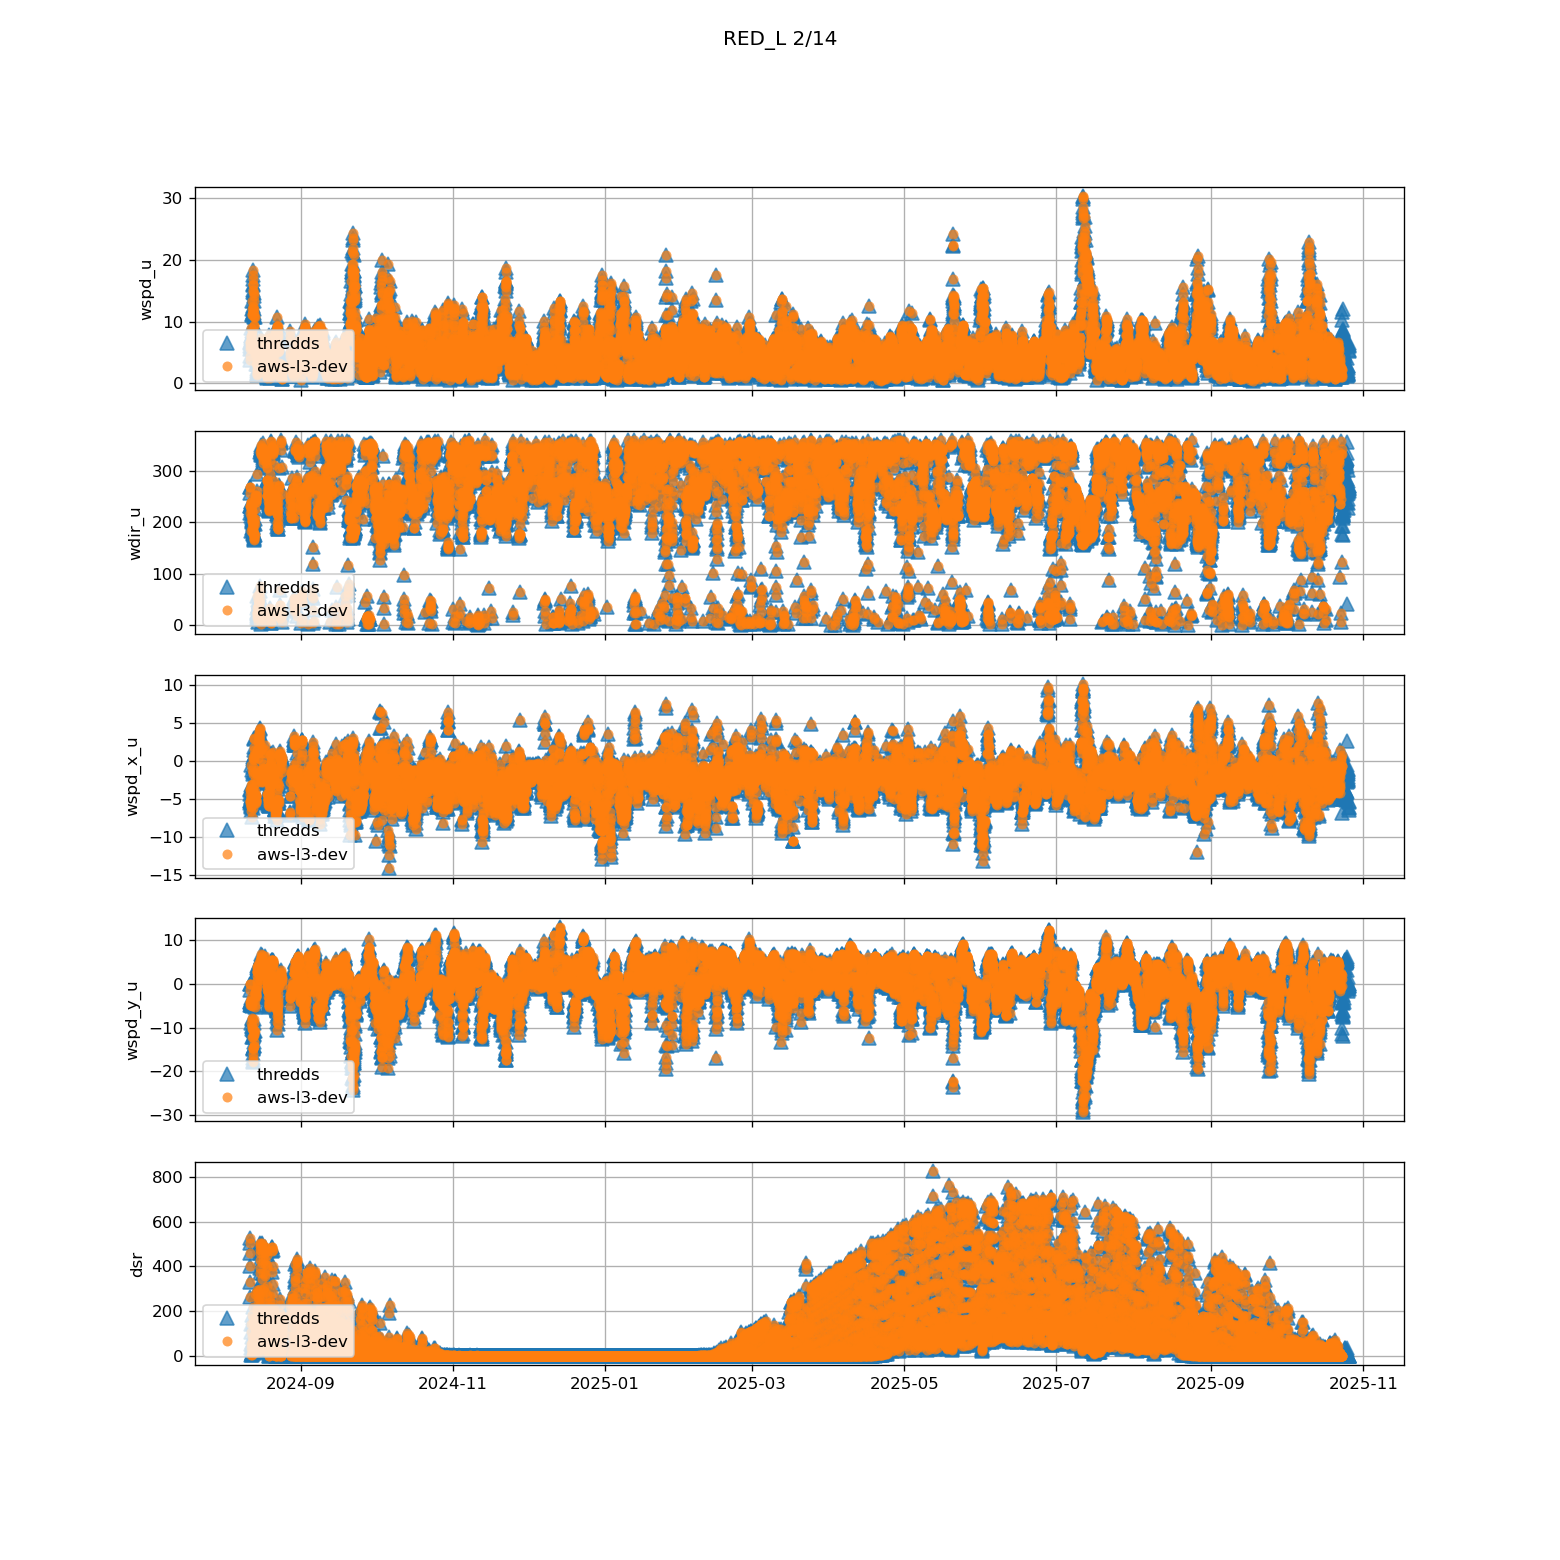 RED_L 2/14
30
20
10
0
wspd_u
thredds
aws-l3-dev
300
200
100
0
wdir_u
thredds
aws-l3-dev
10
5
0
−5
−10
−15
wspd_x_u
thredds
aws-l3-dev
10
0
−10
−20
−30
wspd_y_u
thredds
aws-l3-dev
800
600
400
200
0
dsr
thredds
aws-l3-dev
2024-09 2024-11 2025-01 2025-03 2025-05 2025-07 2025-09 2025-11